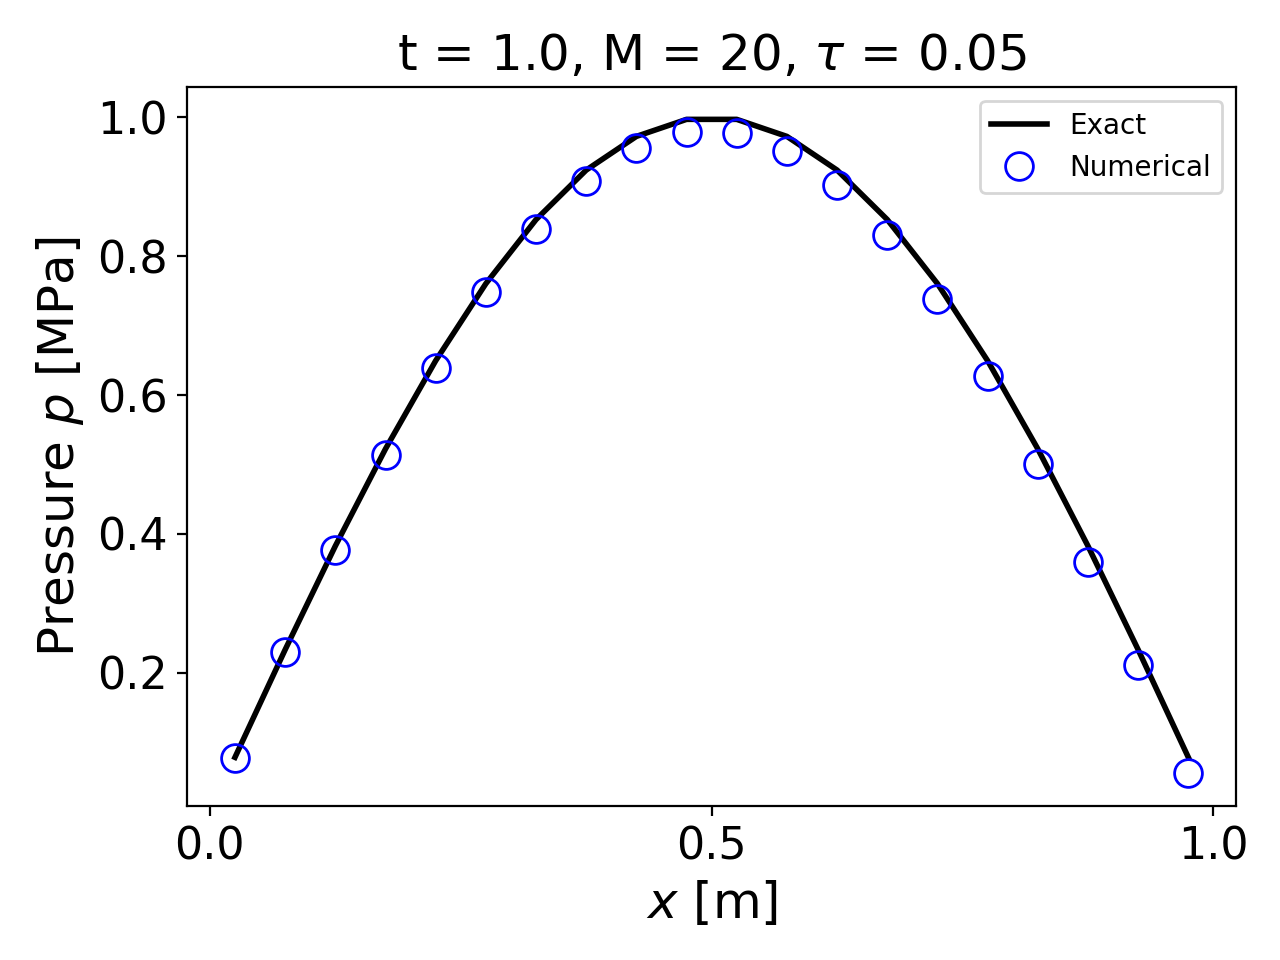 t = 1.0, M = 20, τ = 0.05
Exact
Numerical
Pressure p [MPa]
1.0
0.8
0.6
0.4
0.2
0.0 0.5 1.0
x [m]